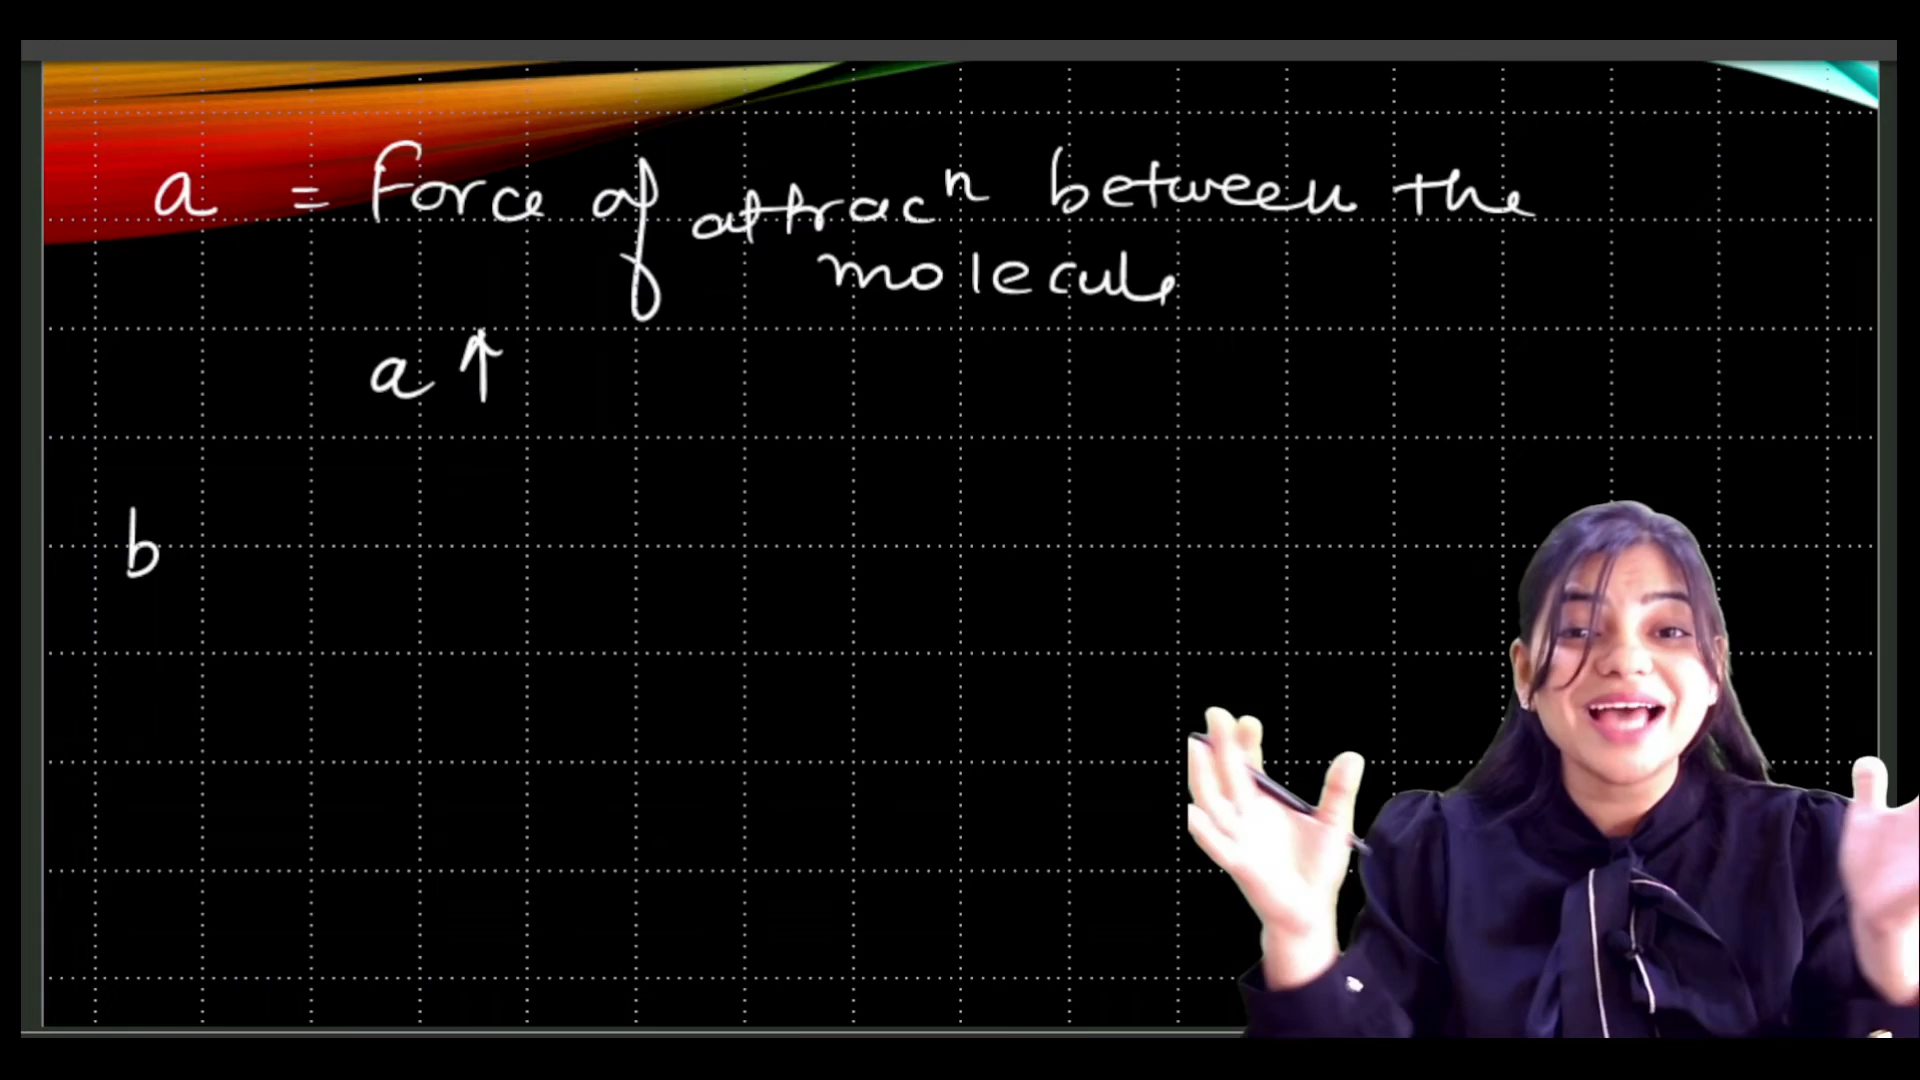 a = Force of attracⁿ between the
molecule
a ↑
b